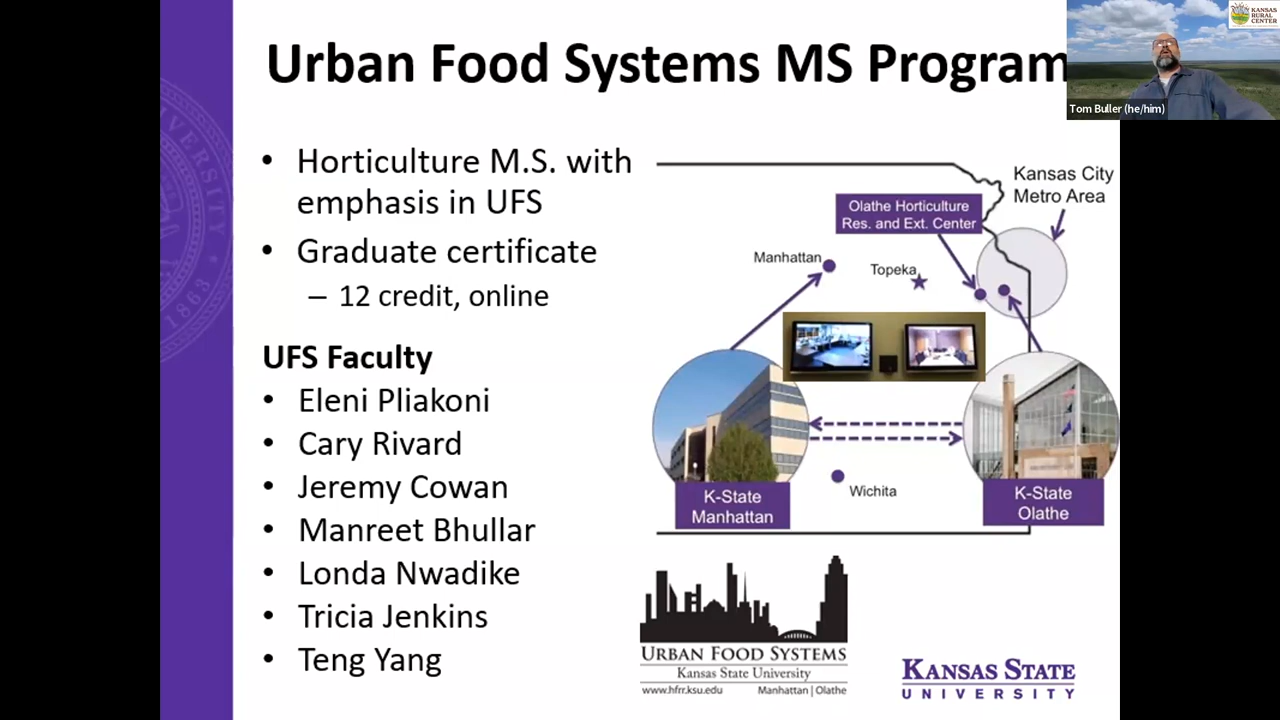 Urban Food Systems MS Program
KANSAS
RURAL
CENTER
Tom Buller (he/him)
• Horticulture M.S. with
emphasis in UFS
• Graduate certificate
– 12 credit, online
UFS Faculty
• Eleni Pliakoni
• Cary Rivard
• Jeremy Cowan
• Manreet Bhullar
• Londa Nwadike
• Tricia Jenkins
• Teng Yang
Kansas City
Metro Area
Olathe Horticulture
Res. and Ext. Center
Manhattan
Topeka
Wichita
K-State
Manhattan
K-State
Olathe
URBAN FOOD SYSTEMS
Kansas State University
www.hfrr.ksu.edu Manhattan | Olathe
KANSAS STATE
UNIVERSITY
1863